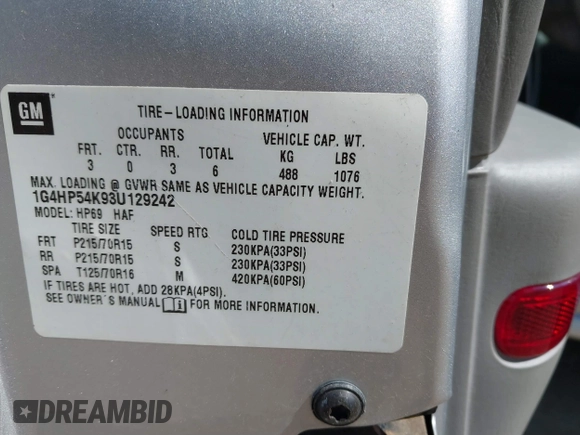 GM
TIRE-LOADING INFORMATION
OCCUPANTS VEHICLE CAP. WT.
FRT. CTR. RR. TOTAL KG LBS
3 0 3 6 488 1076
MAX. LOADING @ GVWR SAME AS VEHICLE CAPACITY WEIGHT.
1G4HP54K93U129242
MODEL: HP69 HAF
TIRE SIZE SPEED RTG COLD TIRE PRESSURE
FRT P215/70R15 S 230KPA(33PSI)
RR P215/70R15 S 230KPA(33PSI)
SPA T125/70R16 M 420KPA(60PSI)
IF TIRES ARE HOT, ADD 28KPA(4PSI).
SEE OWNER'S MANUAL FOR MORE INFORMATION.
DREAMBID